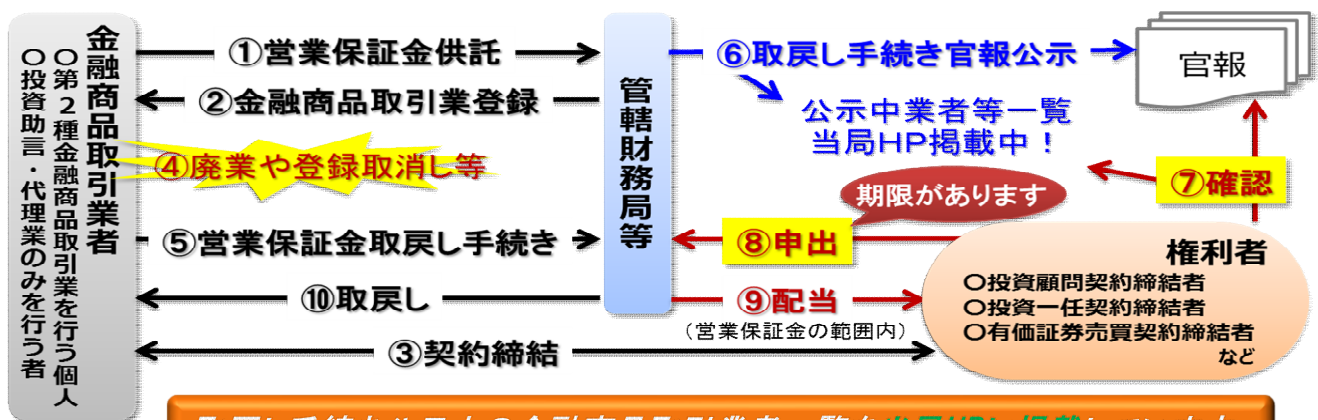 金融商品取引業者
〇第２種金融商品取引業を行う個人
〇投資助言・代理業のみを行う者
①営業保証金供託
②金融商品取引業登録
④廃業や登録取消し等
⑤営業保証金取戻し手続き
⑩取戻し
③契約締結
管轄財務局等
⑥取戻し手続き官報公示
官報
公示中業者等一覧
当局HP掲載中！
⑦確認
期限があります
⑧申出
⑨配当
（営業保証金の範囲内）
権利者
〇投資顧問契約締結者
〇投資一任契約締結者
〇有価証券売買契約締結者
など